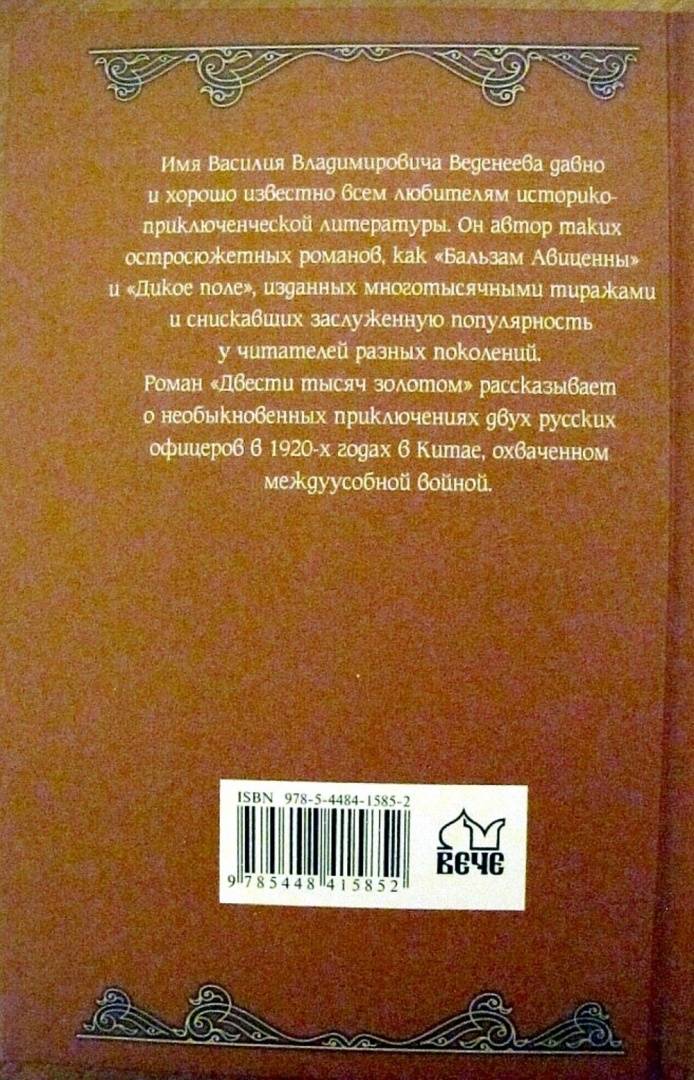 Имя Василия Владимировича Веденеева давно
и хорошо известно всем любителям историко-
приключенческой литературы. Он автор таких
остросюжетных романов, как «Бальзам Авиценны»
и «Дикое поле», изданных многотысячными тиражами
и снискавших заслуженную популярность
у читателей разных поколений.
Роман «Двести тысяч золотом» рассказывает
о необыкновенных приключениях двух русских
офицеров в 1920-х годах в Китае, охваченном
междуусобной войной.
ISBN 978-5-4484-1585-2
ВЕЧЕ
9 785448 415852